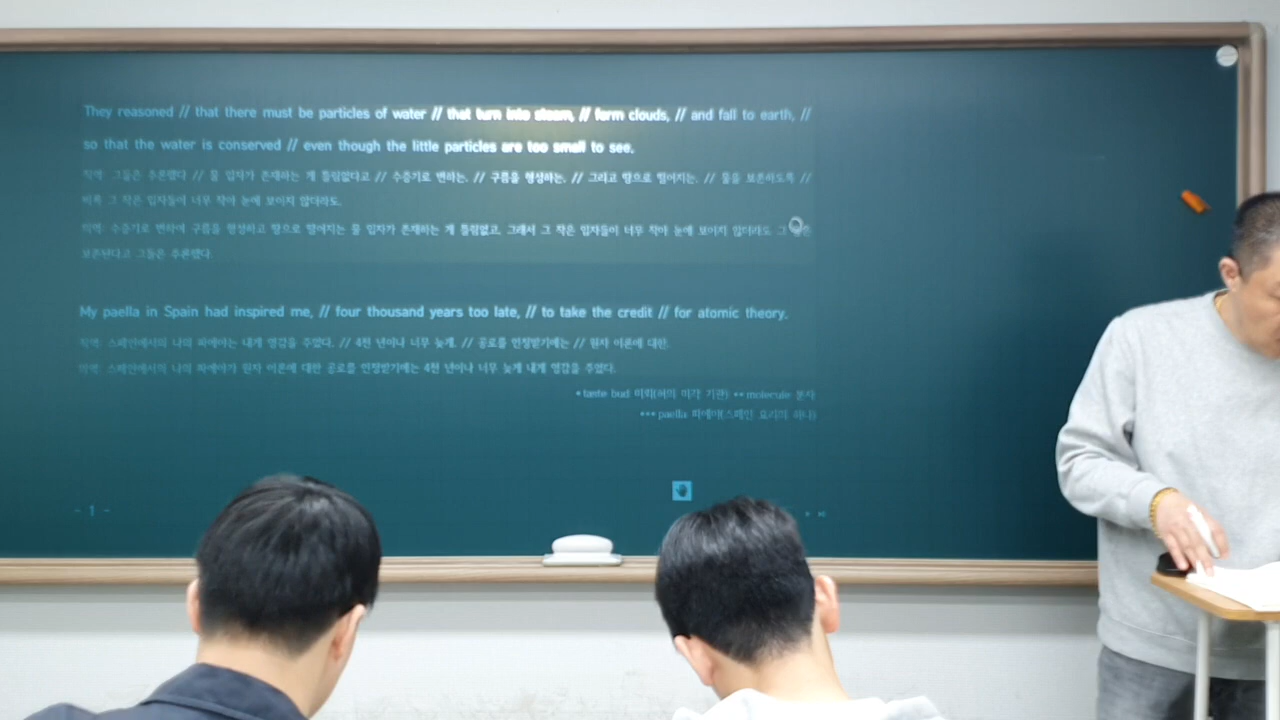 They reasoned // that there must be particles of water // that turn into steam, // form clouds, // and fall to earth, //
so that the water is conserved // even though the little particles are too small to see.
직역: 그들은 추론했다 // 물 입자가 존재하는 게 틀림없다고 // 수증기로 변하는, // 구름을 형성하는, // 그리고 땅으로 떨어지는, // 물을 보존하도록 //
비록 그 작은 입자들이 너무 작아 눈에 보이지 않더라도.
의역: 수증기로 변하여 구름을 형성하고 땅으로 떨어지는 물 입자가 존재하는 게 틀림없고, 그래서 그 작은 입자들이 너무 작아 눈에 보이지 않더라도 그
보존된다고 그들은 추론했다.
My paella in Spain had inspired me, // four thousand years too late, // to take the credit // for atomic theory.
직역: 스페인에서의 나의 파에야는 내게 영감을 주었다, // 4천 년이나 너무 늦게, // 공로를 인정받기에는 // 원자 이론에 대한.
의역: 스페인에서의 나의 파에야가 원자 이론에 대한 공로를 인정받기에는 4천 년이나 너무 늦게 내게 영감을 주었다.
*taste bud 미뢰(혀의 미각 기관) **molecule 분자
***paella: 파에야(스페인 요리의 하나)
- 1 -